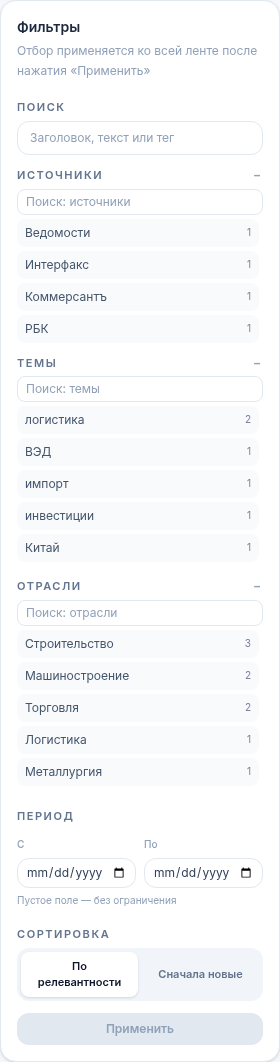 Фильтры
Отбор применяется ко всей ленте после
нажатия «Применить»
ПОИСК
Заголовок, текст или тег
ИСТОЧНИКИ –
Поиск: источники
Ведомости 1
Интерфакс 1
Коммерсантъ 1
РБК 1
ТЕМЫ –
Поиск: темы
логистика 2
ВЭД 1
импорт 1
инвестиции 1
Китай 1
ОТРАСЛИ –
Поиск: отрасли
Строительство 3
Машиностроение 2
Торговля 2
Логистика 1
Металлургия 1
ПЕРИОД
С По
mm/dd/yyyy mm/dd/yyyy
Пустое поле — без ограничения
СОРТИРОВКА
По
релевантности
Сначала новые
Применить